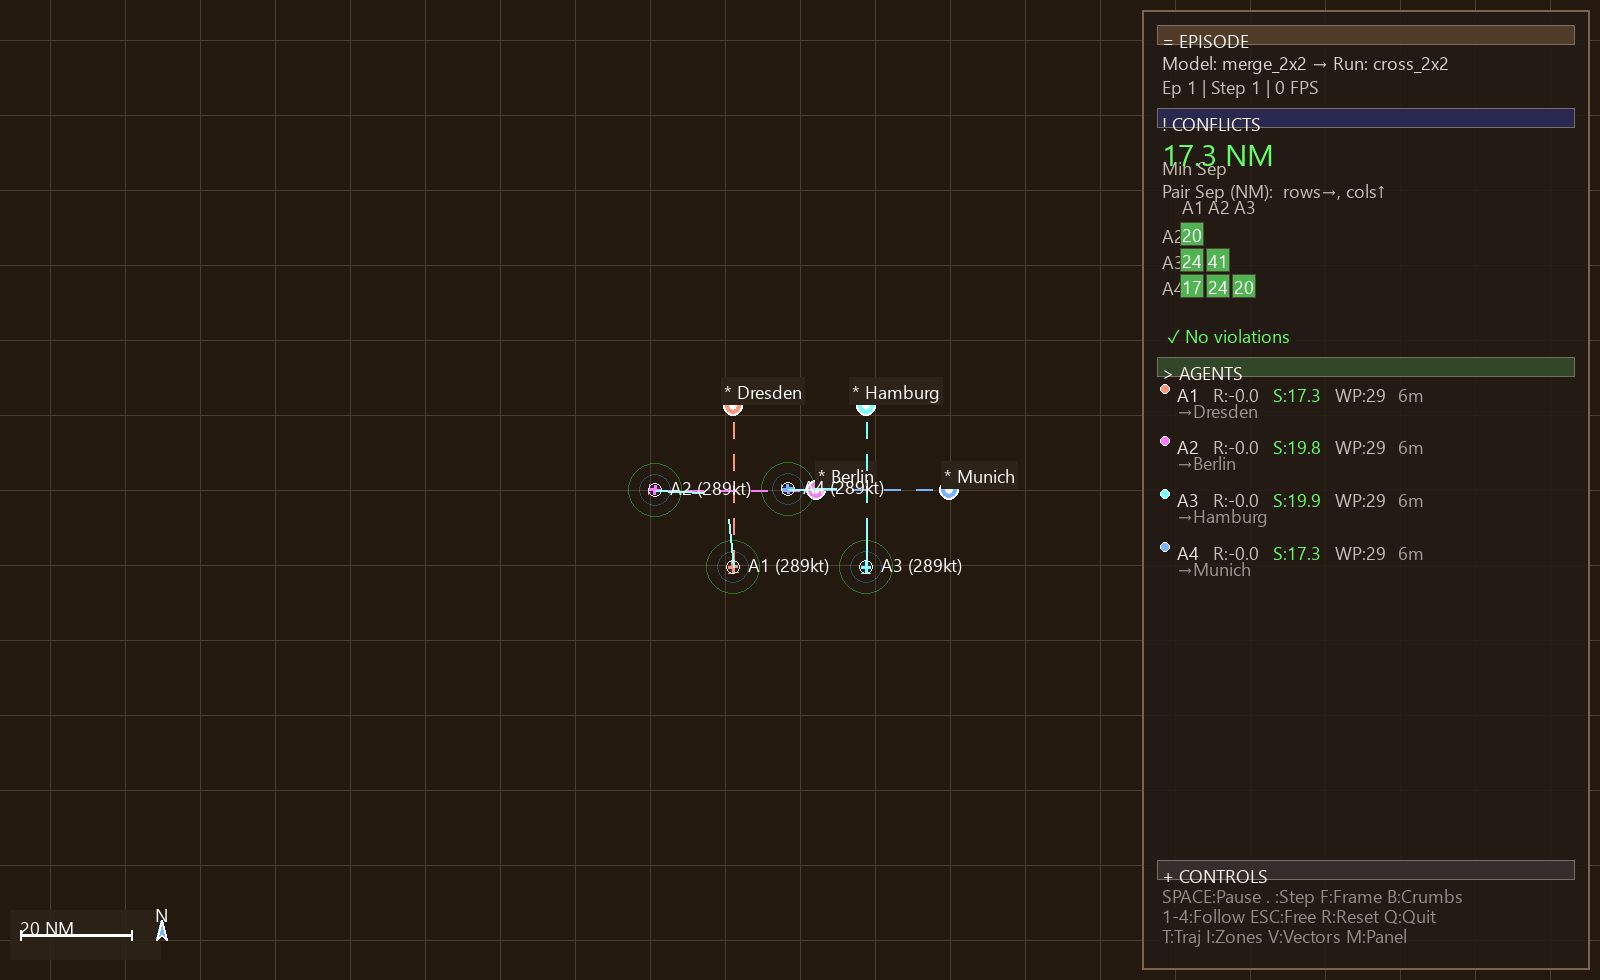 * Dresden
* Hamburg
* Berlin
* Munich
A2 (289kt)
A4 (289kt)
A1 (289kt)
A3 (289kt)
20 NM
N
= EPISODE
Model: merge_2x2 → Run: cross_2x2
Ep 1 | Step 1 | 0 FPS
! CONFLICTS
17.3 NM
Min Sep
Pair Sep (NM):  rows→, cols↑
A1 A2 A3
A2 20
A3 24 41
A4 17 24 20
✓ No violations
> AGENTS
A1 R:-0.0 S:17.3 WP:29 6m
→Dresden
A2 R:-0.0 S:19.8 WP:29 6m
→Berlin
A3 R:-0.0 S:19.9 WP:29 6m
→Hamburg
A4 R:-0.0 S:17.3 WP:29 6m
→Munich
+ CONTROLS
SPACE:Pause . :Step F:Frame B:Crumbs
1-4:Follow ESC:Free R:Reset Q:Quit
T:Traj I:Zones V:Vectors M:Panel